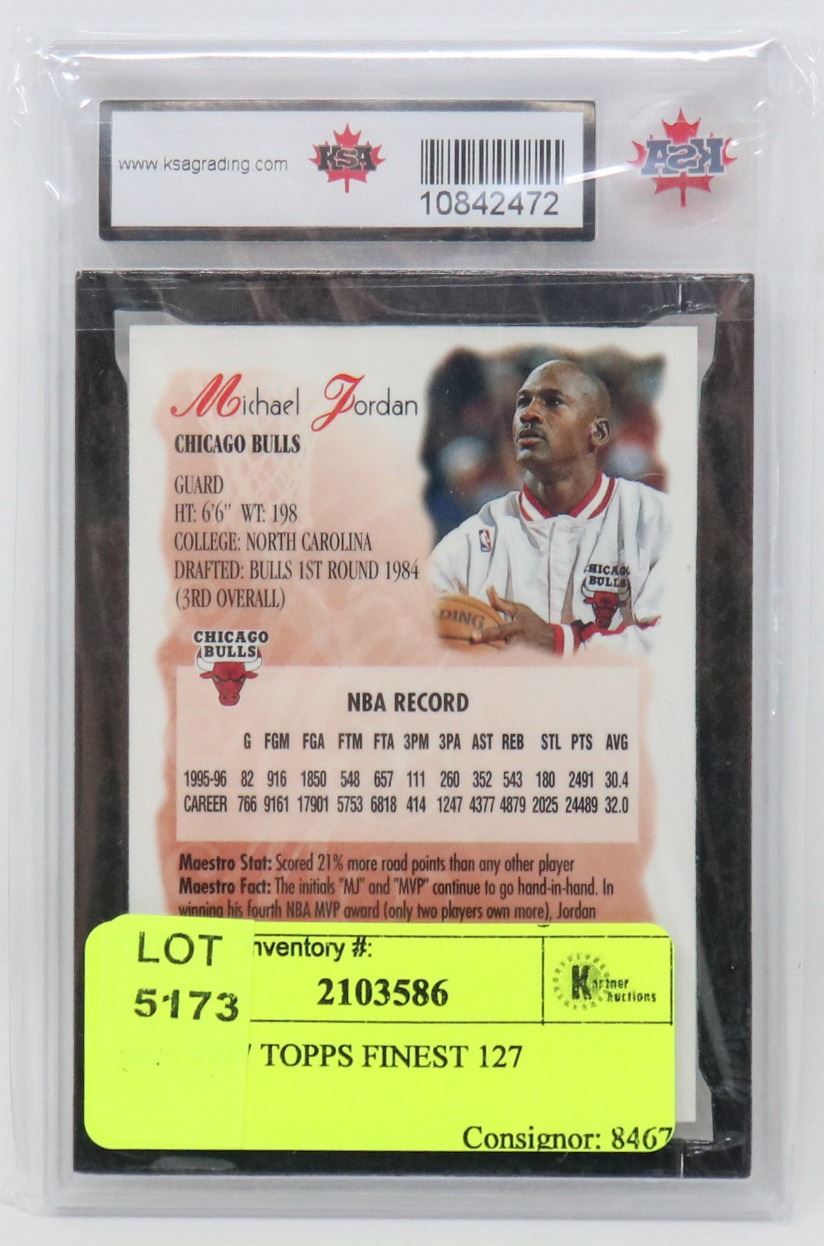 www.ksagrading.com
KSA
10842472
KSA
Michael Jordan
CHICAGO BULLS
GUARD
HT: 6'6" WT: 198
COLLEGE: NORTH CAROLINA
DRAFTED: BULLS 1ST ROUND 1984
(3RD OVERALL)
CHICAGO
BULLS
DING
CHICAGO
BULLS
NBA RECORD
G FGM FGA FTM FTA 3PM 3PA AST REB STL PTS AVG
1995-96 82 916 1850 548 657 111 260 352 543 180 2491 30.4
CAREER 766 9161 17901 5753 6818 414 1247 4377 4879 2025 24489 32.0
Maestro Stat: Scored 21% more road points than any other player
Maestro Fact: The initials "MJ" and "MVP" continue to go hand-in-hand. In
winning his fourth NBA MVP award (only two players own more), Jordan
LOT
5173
nventory #:
2103586
Kastner
Auctions
TOPPS FINEST 127
Consignor: 8467